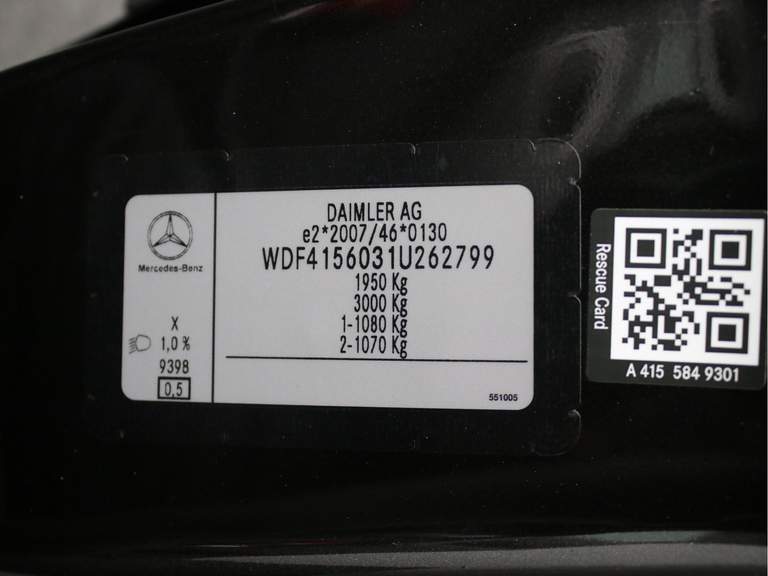 Mercedes-Benz
X
1,0 %
9398
0,5
DAIMLER AG
e2*2007/46*0130
WDF4156031U262799
1950 Kg
3000 Kg
1-1080 Kg
2-1070 Kg
551005
Rescue Card
A 415 584 9301